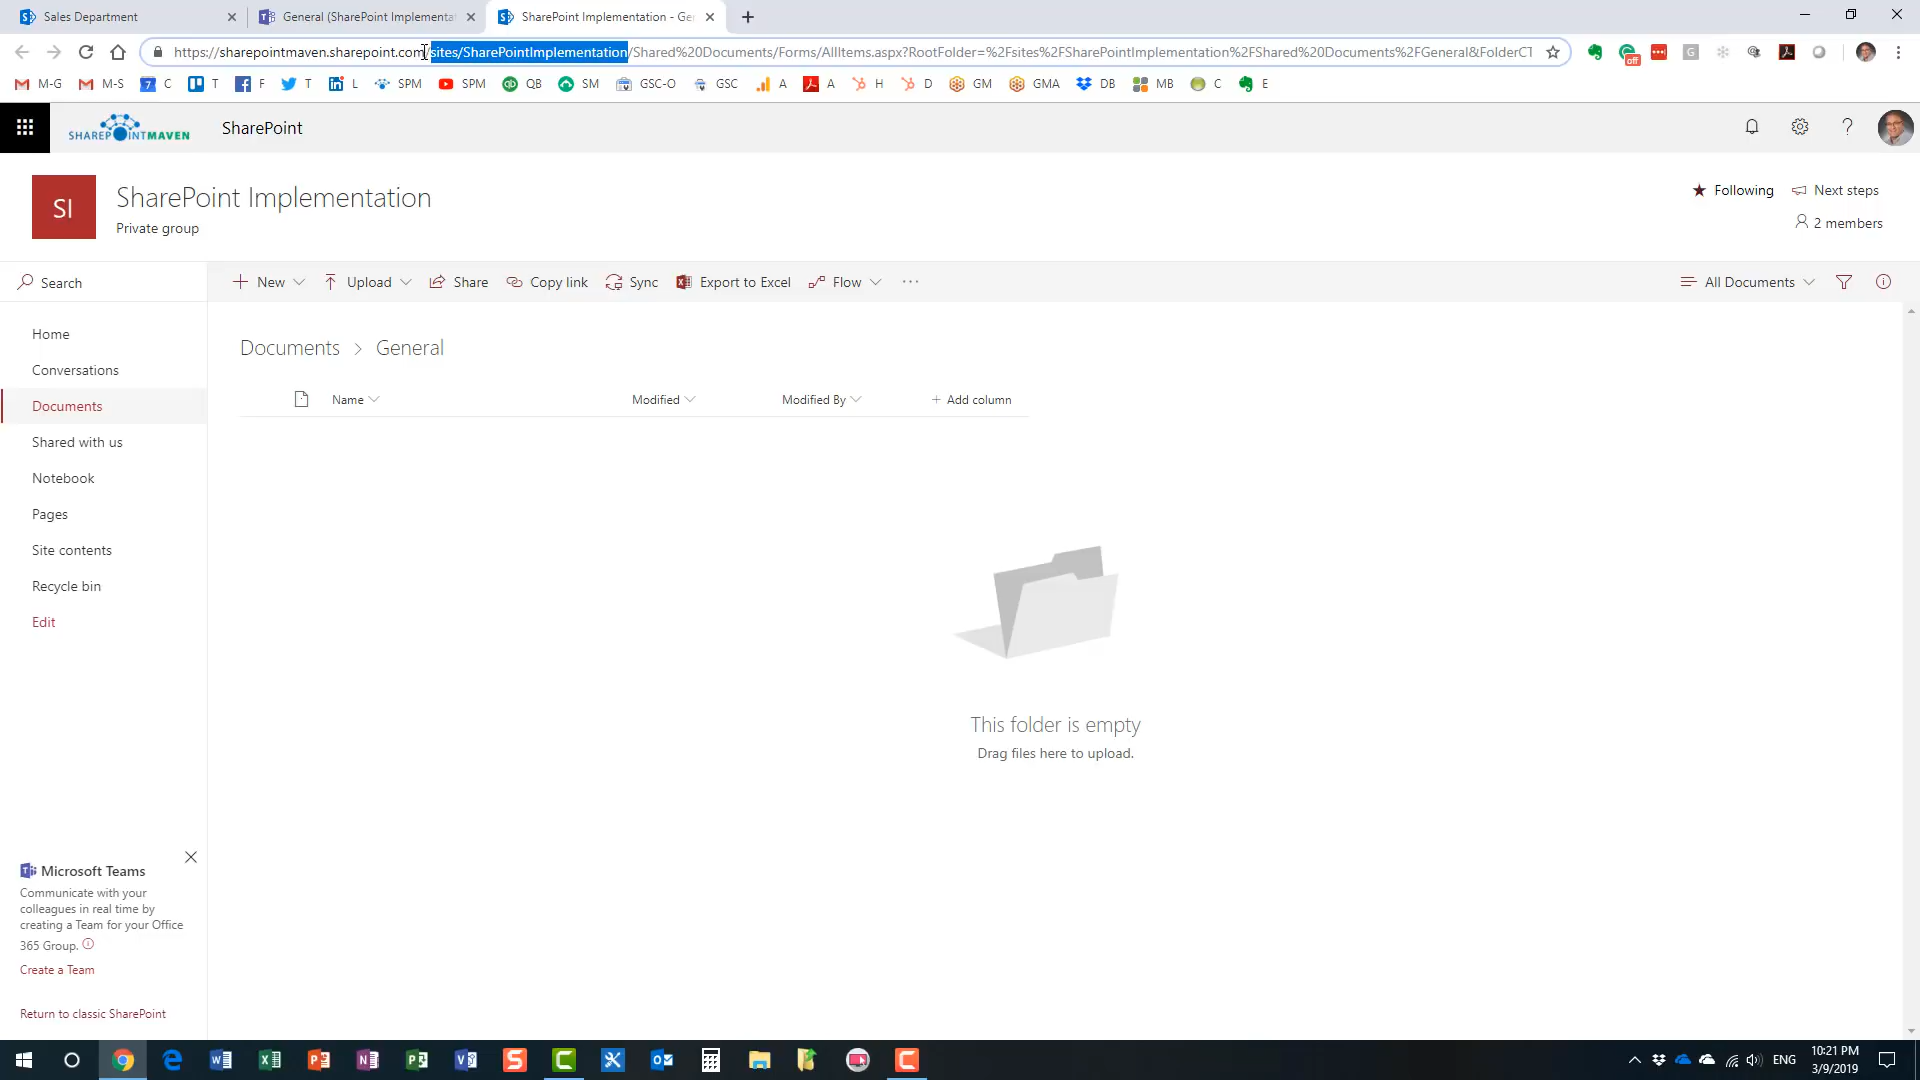 Sales Department
General (SharePoint Implementat
SharePoint Implementation - Ge
https://sharepointmaven.sharepoint.com/sites/SharePointImplementation/Shared%20Documents/Forms/AllItems.aspx?RootFolder=%2Fsites%2FSharePointImplementation%2FShared%20Documents%2FGeneral&FolderCT
off
M-G M-S 7 C T F T L SPM SPM QB SM GSC-O GSC A A H D GM GMA DB MB C E
SHAREPOINTMAVEN
SharePoint
SI
SharePoint Implementation
Private group
Following
Next steps
2 members
Search
New
Upload
Share
Copy link
Sync
Export to Excel
Flow
All Documents
Home
Conversations
Documents
Shared with us
Notebook
Pages
Site contents
Recycle bin
Edit
Documents > General
Name
Modified
Modified By
+ Add column
This folder is empty
Drag files here to upload.
Microsoft Teams
Communicate with your
colleagues in real time by
creating a Team for your Office
365 Group.
Create a Team
Return to classic SharePoint
ENG
10:21 PM
3/9/2019